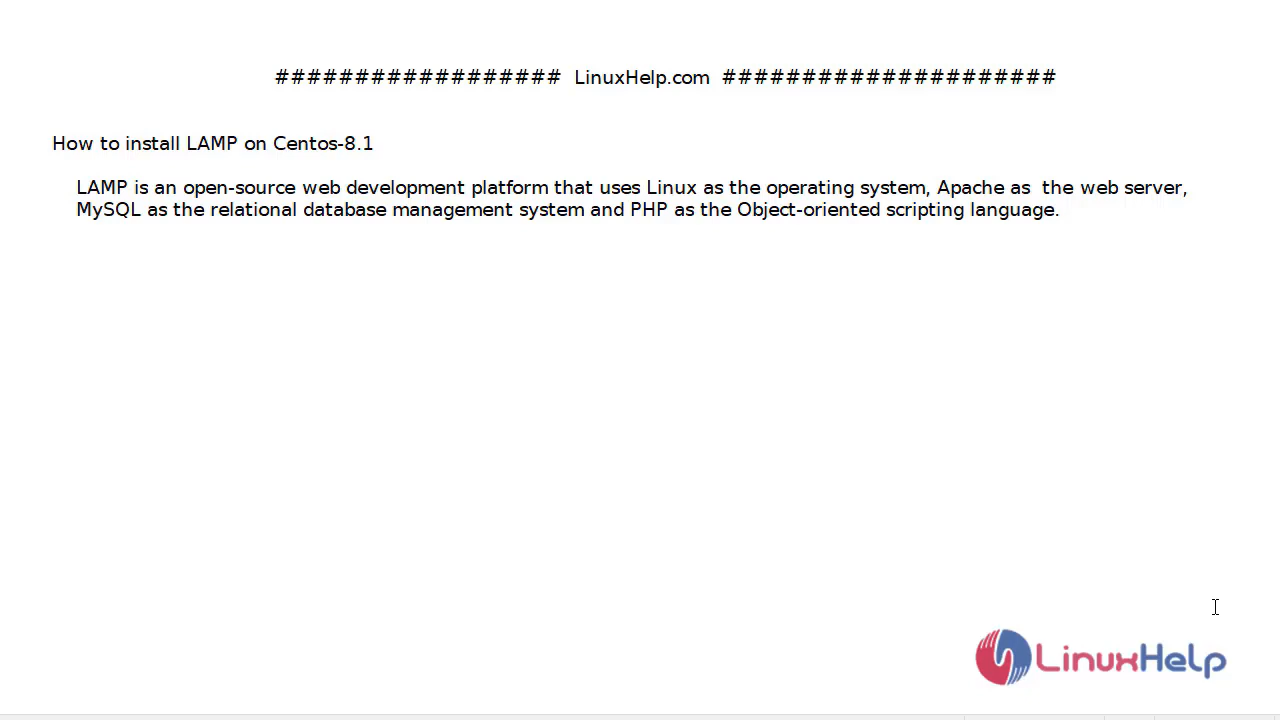 ################## LinuxHelp.com #####################
How to install LAMP on Centos-8.1
LAMP is an open-source web development platform that uses Linux as the operating system, Apache as  the web server,
MySQL as the relational database management system and PHP as the Object-oriented scripting language.
LinuxHelp